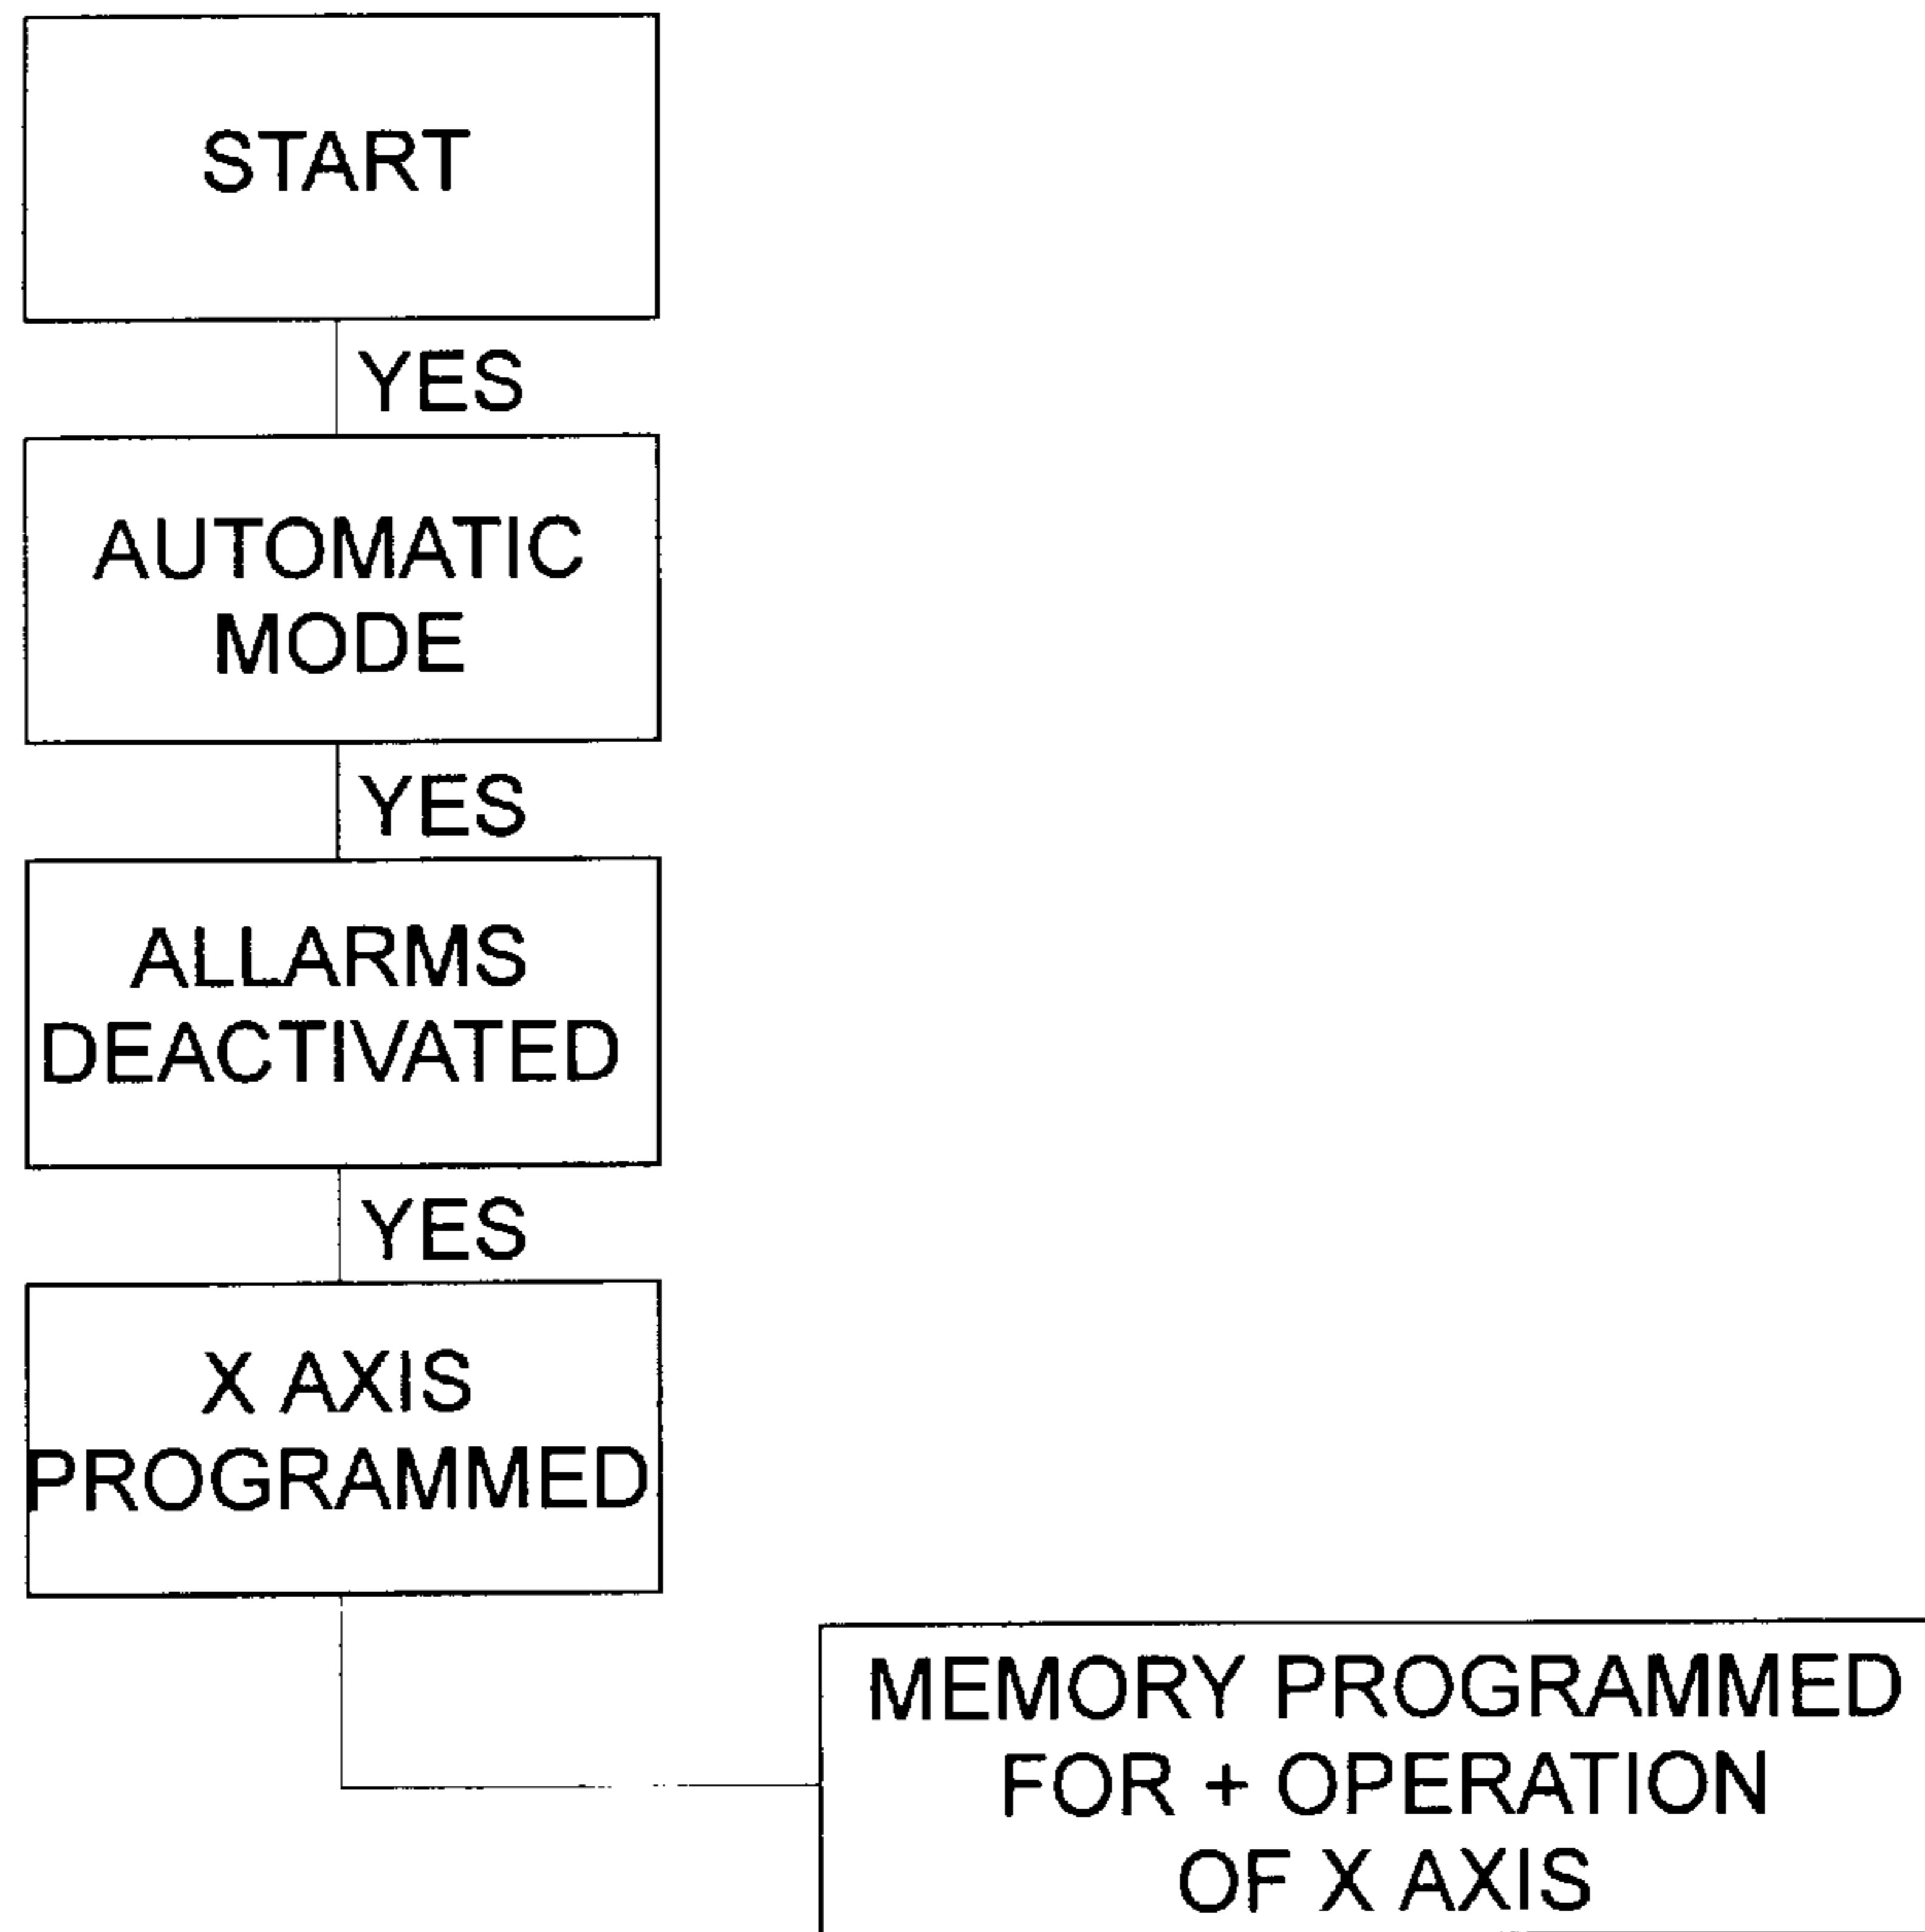 START
YES
AUTOMATIC
MODE
YES
ALLARMS
DEACTIVATED
YES
X AXIS
PROGRAMMED
MEMORY PROGRAMMED
FOR + OPERATION
OF X AXIS